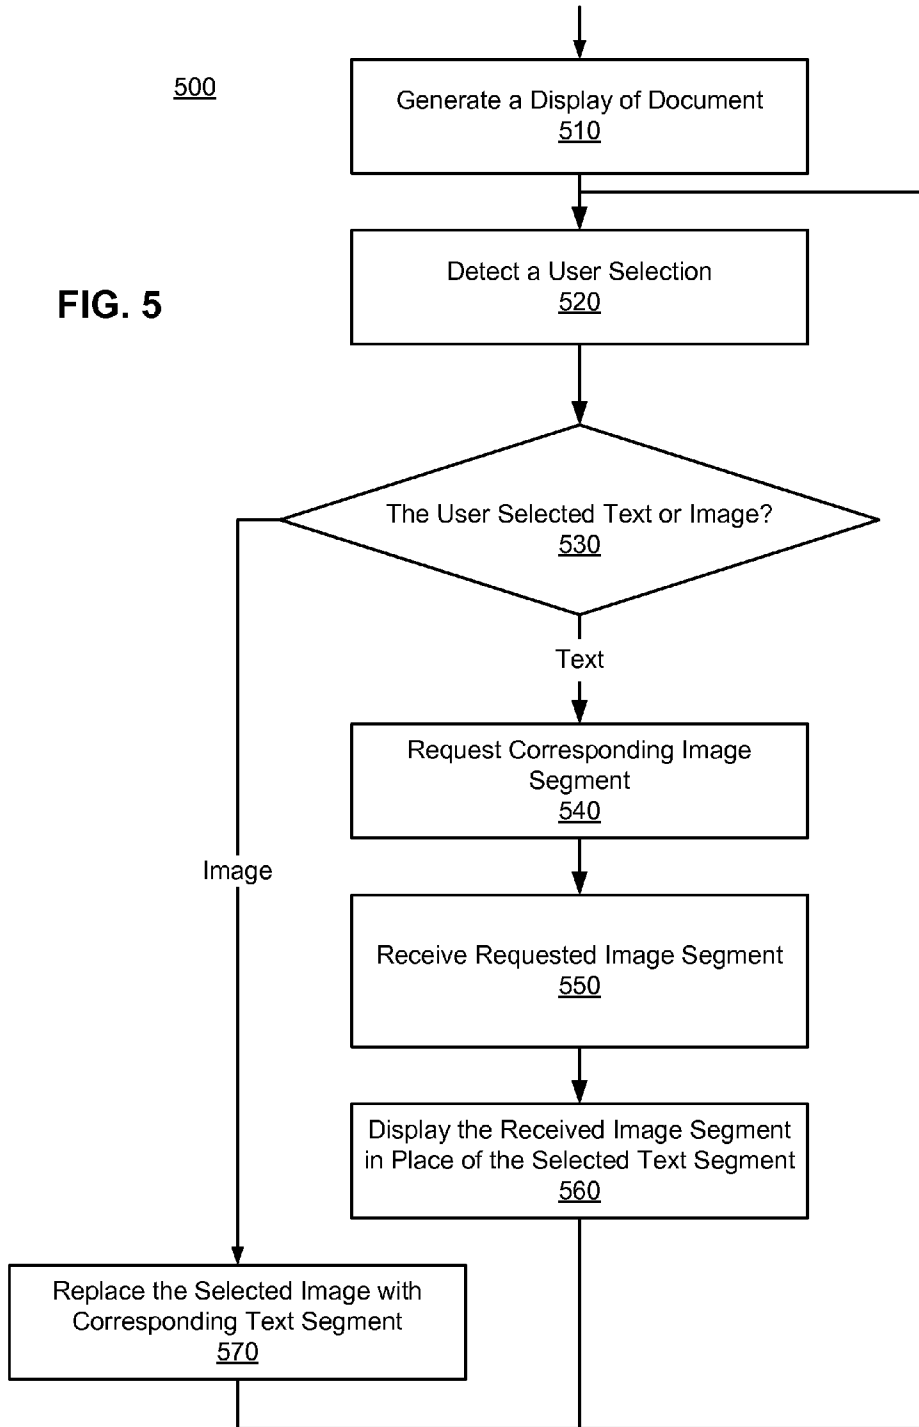 500
Generate a Display of Document
510
Detect a User Selection
520
FIG. 5
The User Selected Text or Image?
530
Text
Request Corresponding Image
Segment
540
Image
Receive Requested Image Segment
550
Display the Received Image Segment
in Place of the Selected Text Segment
560
Replace the Selected Image with
Corresponding Text Segment
570